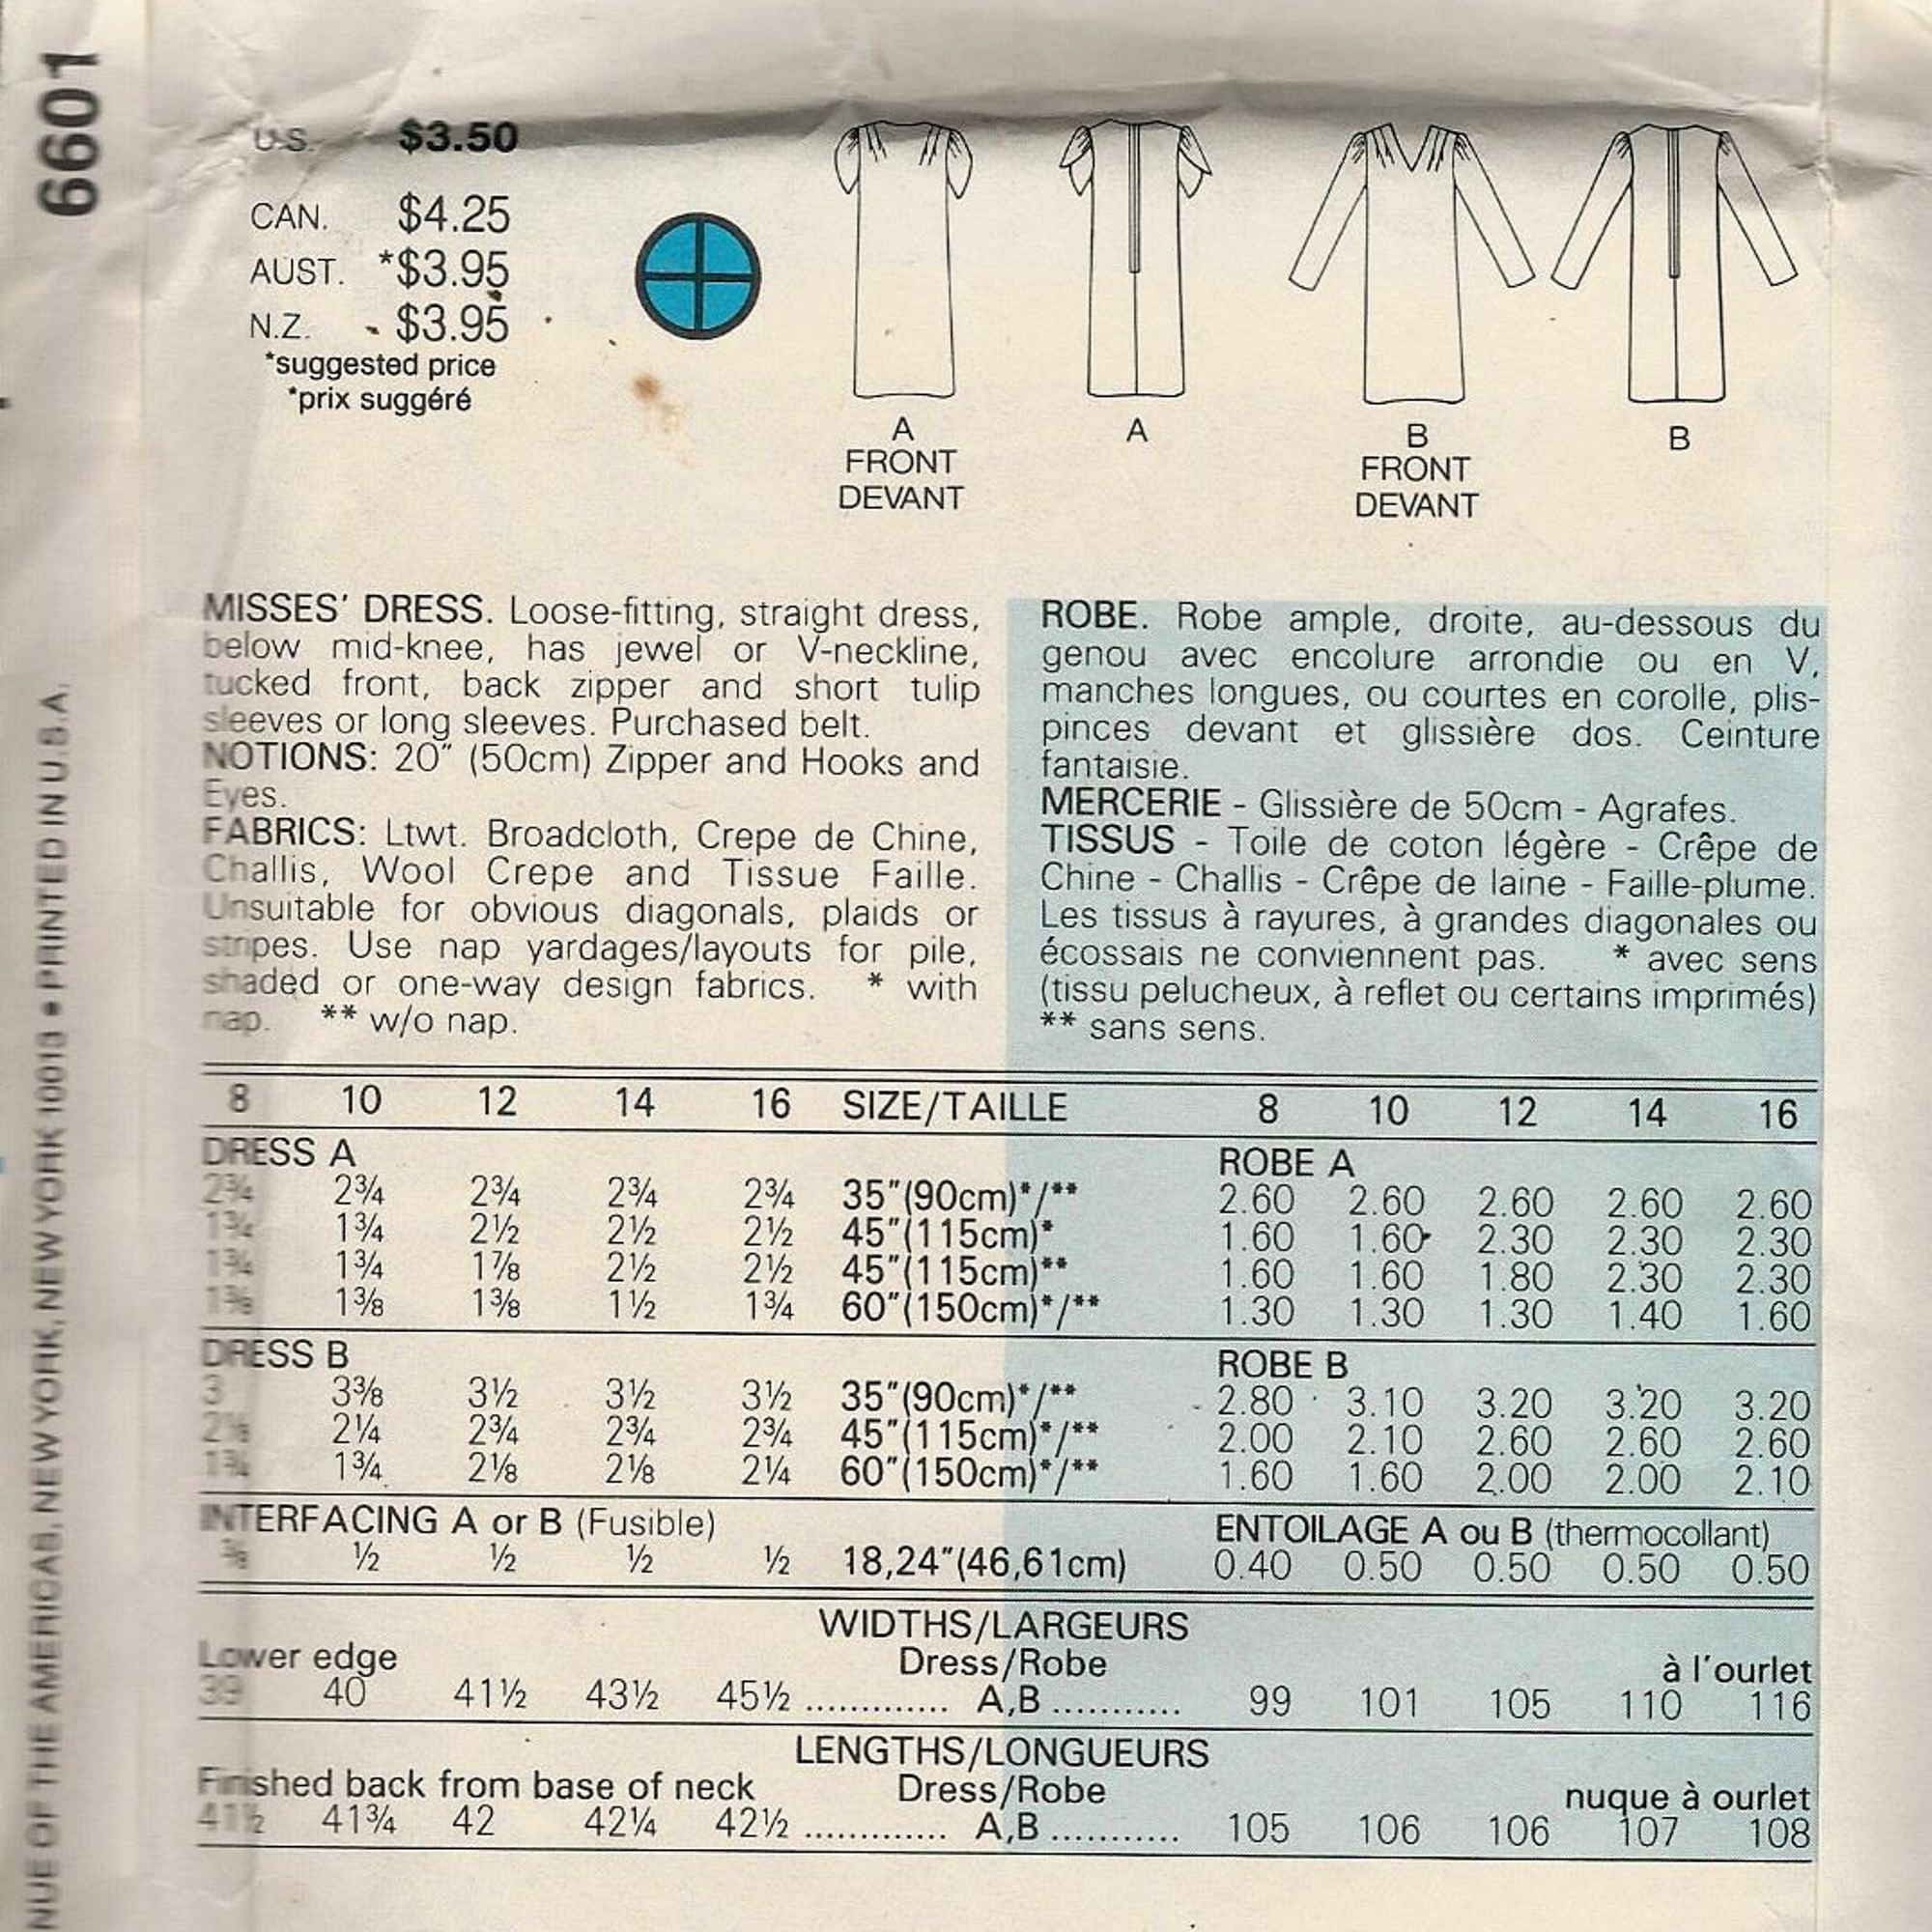 6601
U.S. $3.50
CAN. $4.25
AUST. *$3.95
N.Z. $3.95
*suggested price
*prix suggéré
A
FRONT
DEVANT
A
B
FRONT
DEVANT
B
MISSES' DRESS. Loose-fitting, straight dress,
below mid-knee, has jewel or V-neckline,
tucked front, back zipper and short tulip
sleeves or long sleeves. Purchased belt.
NOTIONS: 20" (50cm) Zipper and Hooks and
Eyes.
FABRICS: Ltwt. Broadcloth, Crepe de Chine,
Challis, Wool Crepe and Tissue Faille.
Unsuitable for obvious diagonals, plaids or
stripes. Use nap yardages/layouts for pile,
shaded or one-way design fabrics. * with
nap. ** w/o nap.
ROBE. Robe ample, droite, au-dessous du
genou avec encolure arrondie ou en V,
manches longues, ou courtes en corolle, plis-
pinces devant et glissière dos. Ceinture
fantaisie.
MERCERIE - Glissière de 50cm - Agrafes.
TISSUS - Toile de coton légère - Crêpe de
Chine - Challis - Crêpe de laine - Faille-plume.
Les tissus à rayures, à grandes diagonales ou
écossais ne conviennent pas. * avec sens
(tissu pelucheux, à reflet ou certains imprimés)
** sans sens.
8 10 12 14 16 SIZE/TAILLE 8 10 12 14 16
DRESS A ROBE A
2¾ 2¾ 2¾ 2¾ 2¾ 35"(90cm)*/** 2.60 2.60 2.60 2.60 2.60
1¾ 1¾ 2½ 2½ 2½ 45"(115cm)* 1.60 1.60 2.30 2.30 2.30
1¾ 1¾ 1⅞ 2½ 2½ 45"(115cm)** 1.60 1.60 1.80 2.30 2.30
1⅜ 1⅜ 1⅜ 1½ 1¾ 60"(150cm)*/** 1.30 1.30 1.30 1.40 1.60
DRESS B ROBE B
3 3⅜ 3½ 3½ 3½ 35"(90cm)*/** 2.80 3.10 3.20 3.20 3.20
2⅛ 2¼ 2¾ 2¾ 2¾ 45"(115cm)*/** 2.00 2.10 2.60 2.60 2.60
1¾ 1¾ 2⅛ 2⅛ 2¼ 60"(150cm)*/** 1.60 1.60 2.00 2.00 2.10
INTERFACING A or B (Fusible) ENTOILAGE A ou B (thermocollant)
⅜ ½ ½ ½ ½ 18,24"(46,61cm) 0.40 0.50 0.50 0.50 0.50
WIDTHS/LARGEURS
Lower edge Dress/Robe à l'ourlet
39 40 41½ 43½ 45½ ............. A,B ........... 99 101 105 110 116
LENGTHS/LONGUEURS
Finished back from base of neck Dress/Robe nuque à ourlet
41½ 41¾ 42 42¼ 42½ ............. A,B ........... 105 106 106 107 108
NUE OF THE AMERICAS, NEW YORK, NEW YORK 10013 ● PRINTED IN U.S.A.